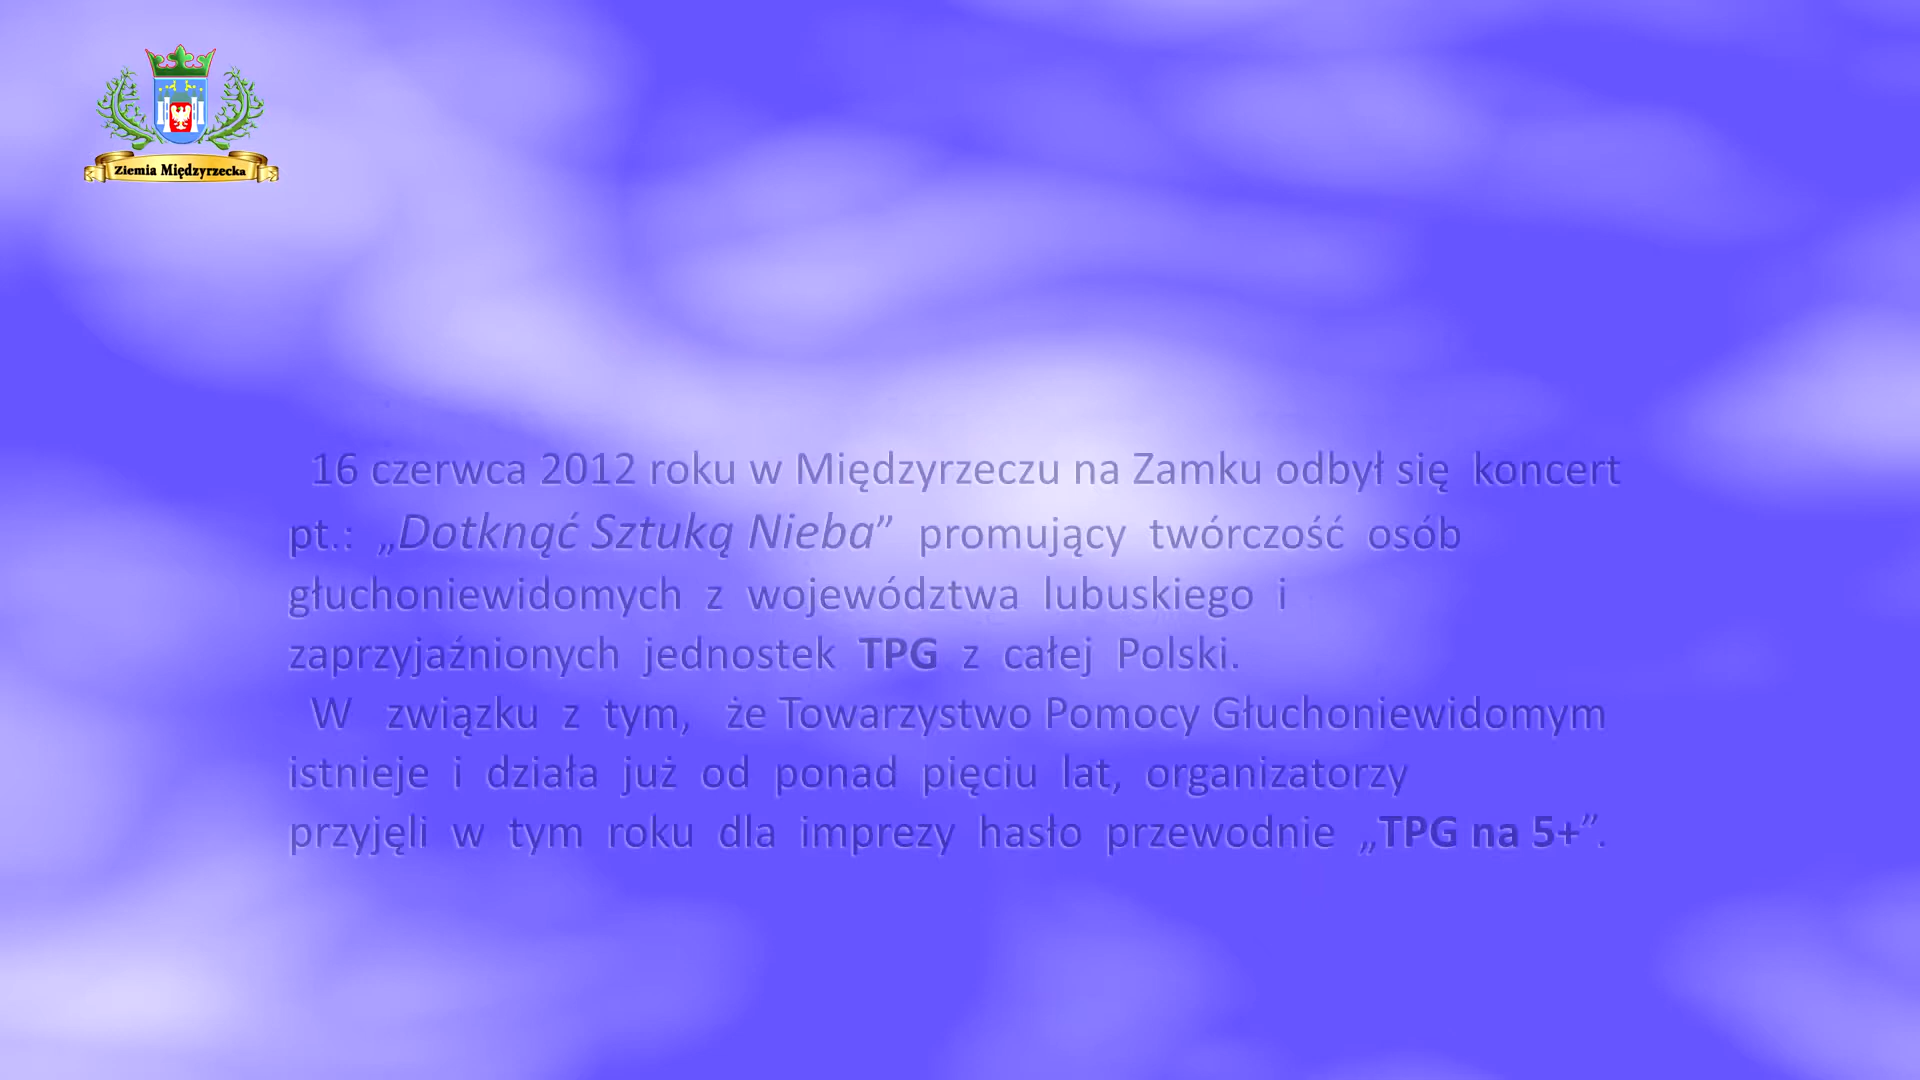 Ziemia Międzyrzecka
16 czerwca 2012 roku w Międzyrzeczu na Zamku odbył się koncert
pt.: „Dotknąć Sztuką Nieba” promujący twórczość osób
głuchoniewidomych z województwa lubuskiego i
zaprzyjaźnionych jednostek TPG z całej Polski.
W związku z tym, że Towarzystwo Pomocy Głuchoniewidomym
istnieje i działa już od ponad pięciu lat, organizatorzy
przyjęli w tym roku dla imprezy hasło przewodnie „TPG na 5+”.